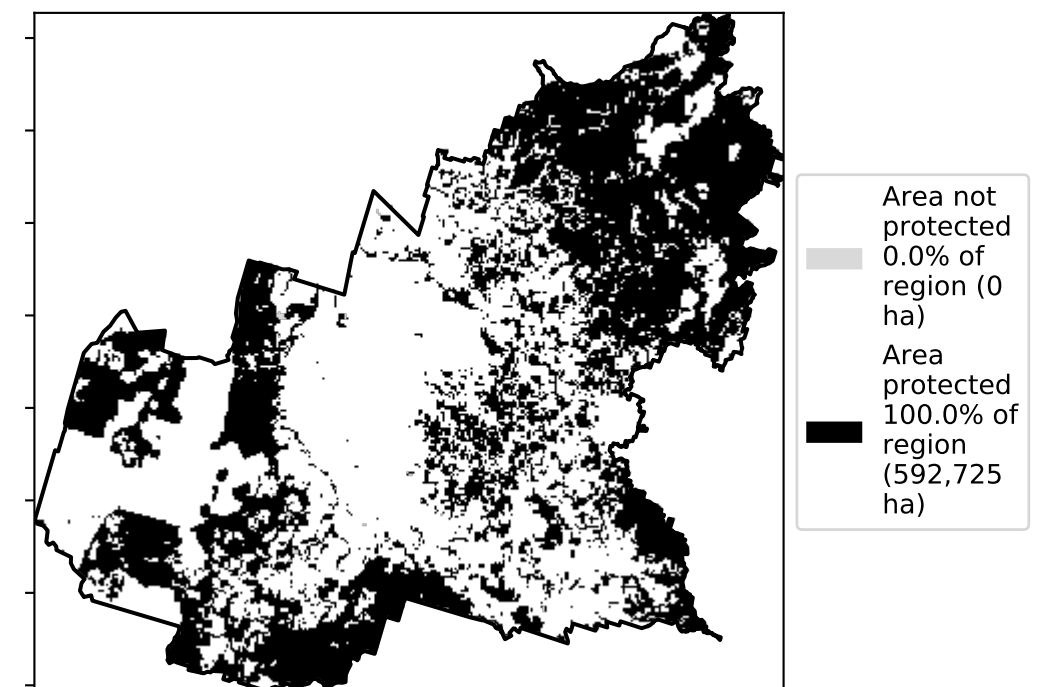 Area not
protected
0.0% of
region (0
ha)
Area
protected
100.0% of
region
(592,725
ha)